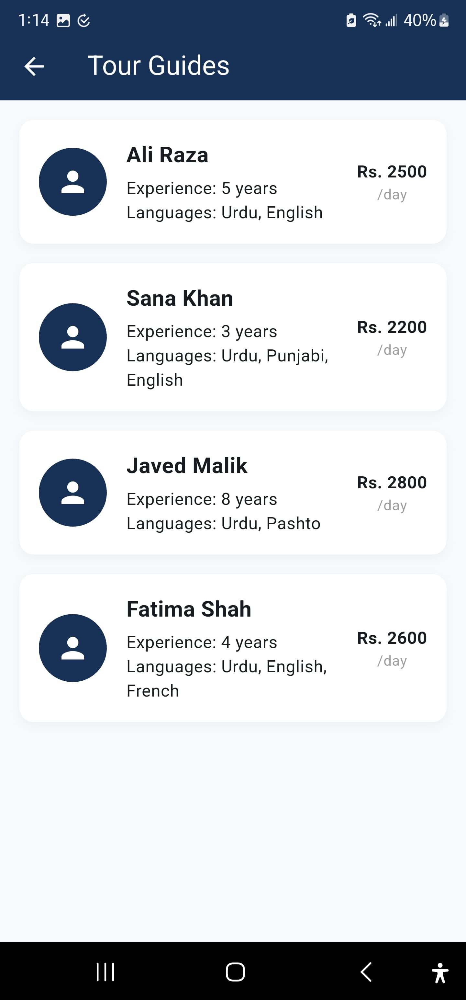 1:14
40%
Tour Guides
Ali Raza
Experience: 5 years
Languages: Urdu, English
Rs. 2500
/day
Sana Khan
Experience: 3 years
Languages: Urdu, Punjabi,
English
Rs. 2200
/day
Javed Malik
Experience: 8 years
Languages: Urdu, Pashto
Rs. 2800
/day
Fatima Shah
Experience: 4 years
Languages: Urdu, English,
French
Rs. 2600
/day